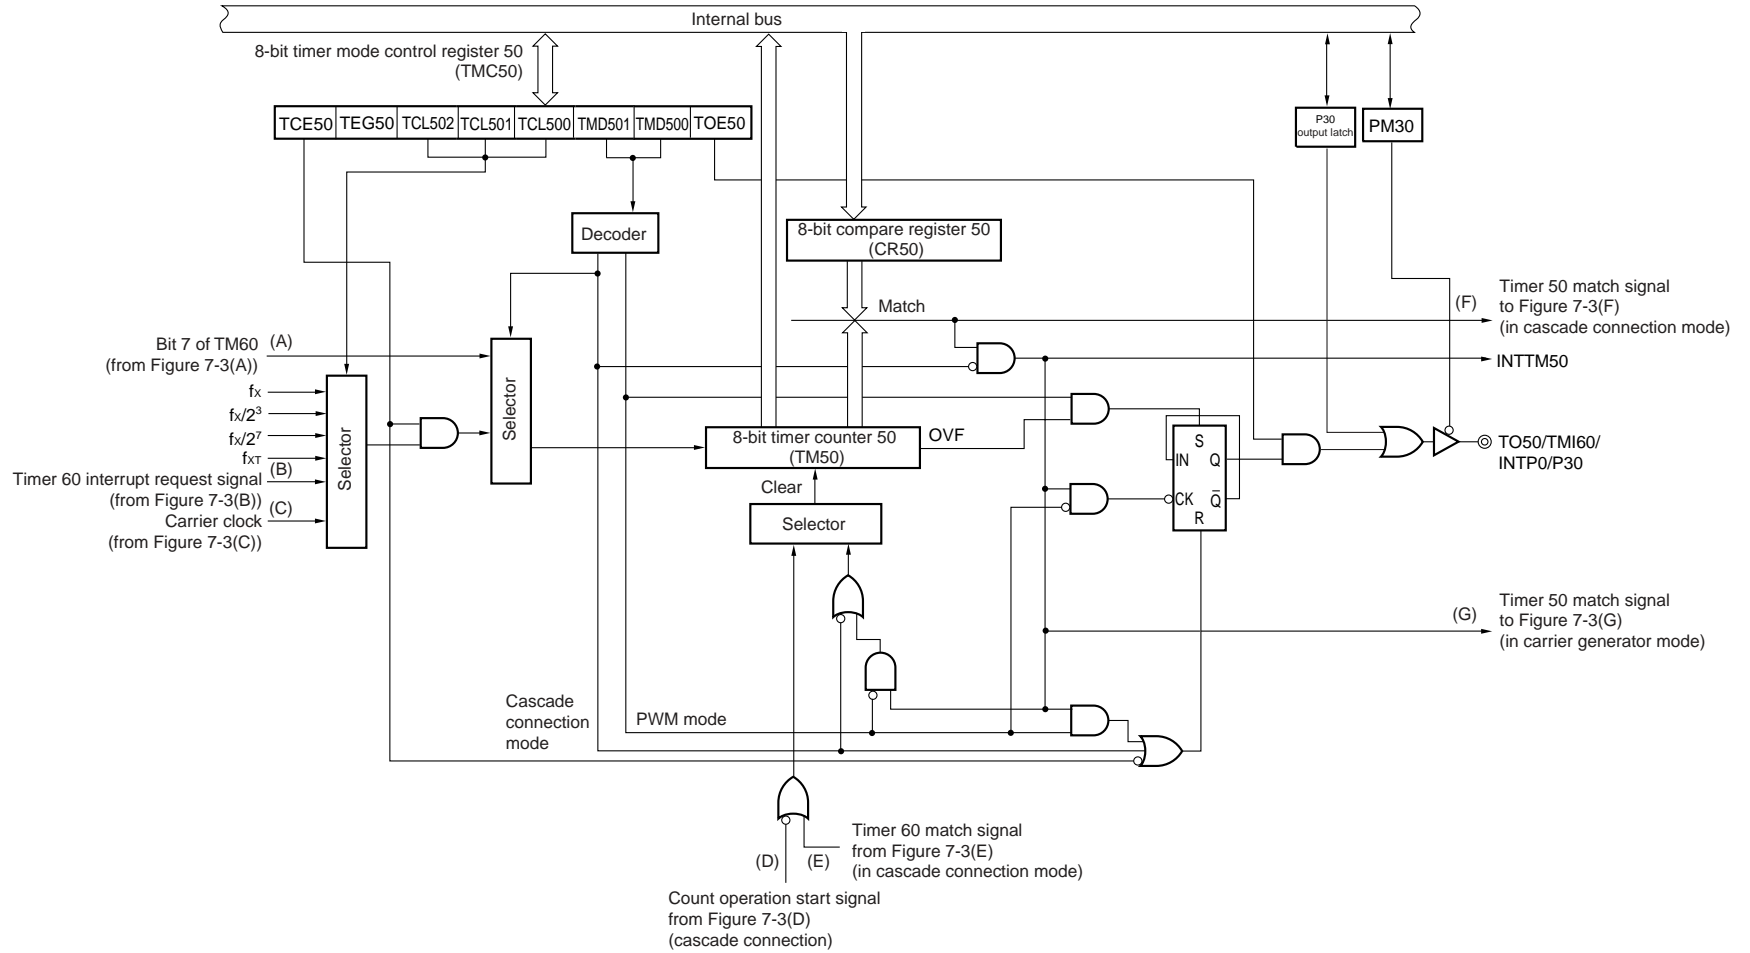 Internal bus
8-bit timer mode control register 50
(TMC50)
TCE50 TEG50 TCL502 TCL501 TCL500 TMD501 TMD500 TOE50
P30
output latch
PM30
Decoder
8-bit compare register 50
(CR50)
Match
(F)
Timer 50 match signal
to Figure 7-3(F)
(in cascade connection mode)
INTTM50
Bit 7 of TM60
(from Figure 7-3(A))
(A)
fX
fX/2³
fX/2⁷
fXT
Timer 60 interrupt request signal
(from Figure 7-3(B))
(B)
Carrier clock
(from Figure 7-3(C))
(C)
Selector
Selector
8-bit timer counter 50
(TM50)
OVF
Clear
Selector
S
IN
Q
CK
Q̅
R
TO50/TMI60/
INTP0/P30
(G)
Timer 50 match signal
to Figure 7-3(G)
(in carrier generator mode)
Cascade
connection
mode
PWM mode
(D)
(E)
Timer 60 match signal
from Figure 7-3(E)
(in cascade connection mode)
Count operation start signal
from Figure 7-3(D)
(cascade connection)